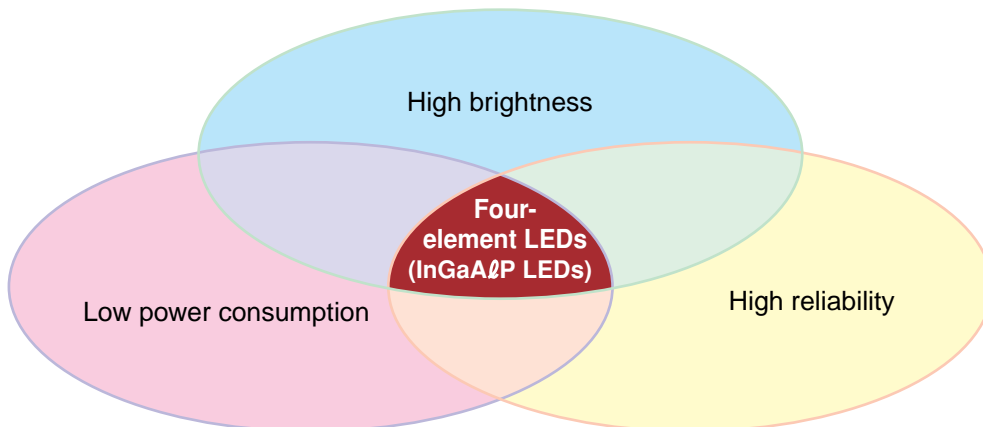 High brightness
Four-
element LEDs
(InGaAℓP LEDs)
Low power consumption
High reliability